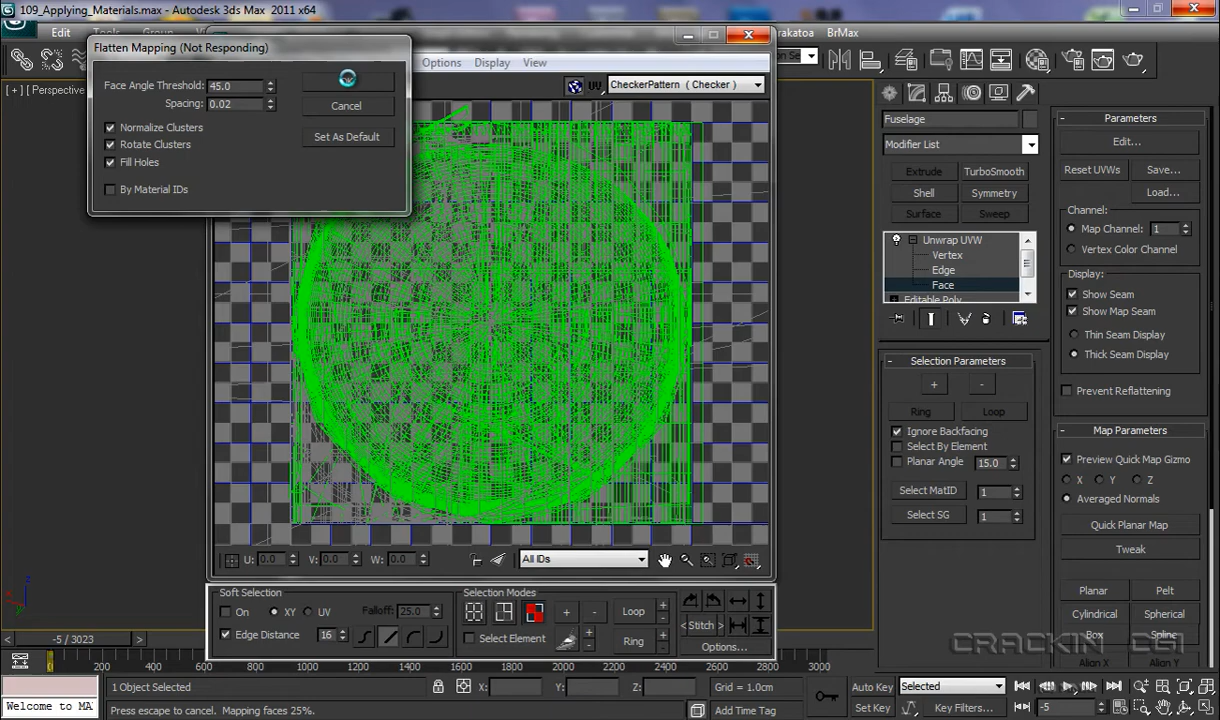 109_Applying_Materials.max - Autodesk 3ds Max 2011 x64
Edit
Tools
Group
rakatoa
BrMax
Flatten Mapping (Not Responding)
Face Angle Threshold: 45.0
Spacing: 0.02
Cancel
Set As Default
Normalize Clusters
Rotate Clusters
Fill Holes
By Material IDs
Options
Display
View
UV
CheckerPattern ( Checker )
[ + ] [ Perspective
U: 0.0
V: 0.0
W: 0.0
All IDs
Soft Selection
On
XY
UV
Falloff: 25.0
Edge Distance
16
Selection Modes
+
-
Loop
+
-
Select Element
+
-
Ring
+
-
< Stitch >
Options...
Fuselage
Modifier List
Extrude
TurboSmooth
Shell
Symmetry
Surface
Sweep
Unwrap UVW
Vertex
Edge
Face
Editable Poly
- Selection Parameters
+
-
Ring
Loop
Ignore Backfacing
Select By Element
Planar Angle
15.0
Select MatID
1
Select SG
1
- Parameters
Edit...
Reset UVWs
Save...
Load...
Channel:
Map Channel: 1
Vertex Color Channel
Display:
Show Seam
Show Map Seam
Thin Seam Display
Thick Seam Display
Prevent Reflattening
- Map Parameters
Preview Quick Map Gizmo
X
Y
Z
Averaged Normals
Quick Planar Map
Tweak
Planar
Pelt
Cylindrical
Spherical
Box
Spline
Align X
Align Y
CRACKIN CGI
< -5 / 3023 >
0 200 400 600 800 1000 1200 1400 1600 1800 2000 2200 2400 2600 2800 3000
1 Object Selected
X:
Y:
Z:
Grid = 1.0cm
Auto Key
Selected
Welcome to MA
Press escape to cancel. Mapping faces 25%.
Add Time Tag
Set Key
Key Filters...
-5